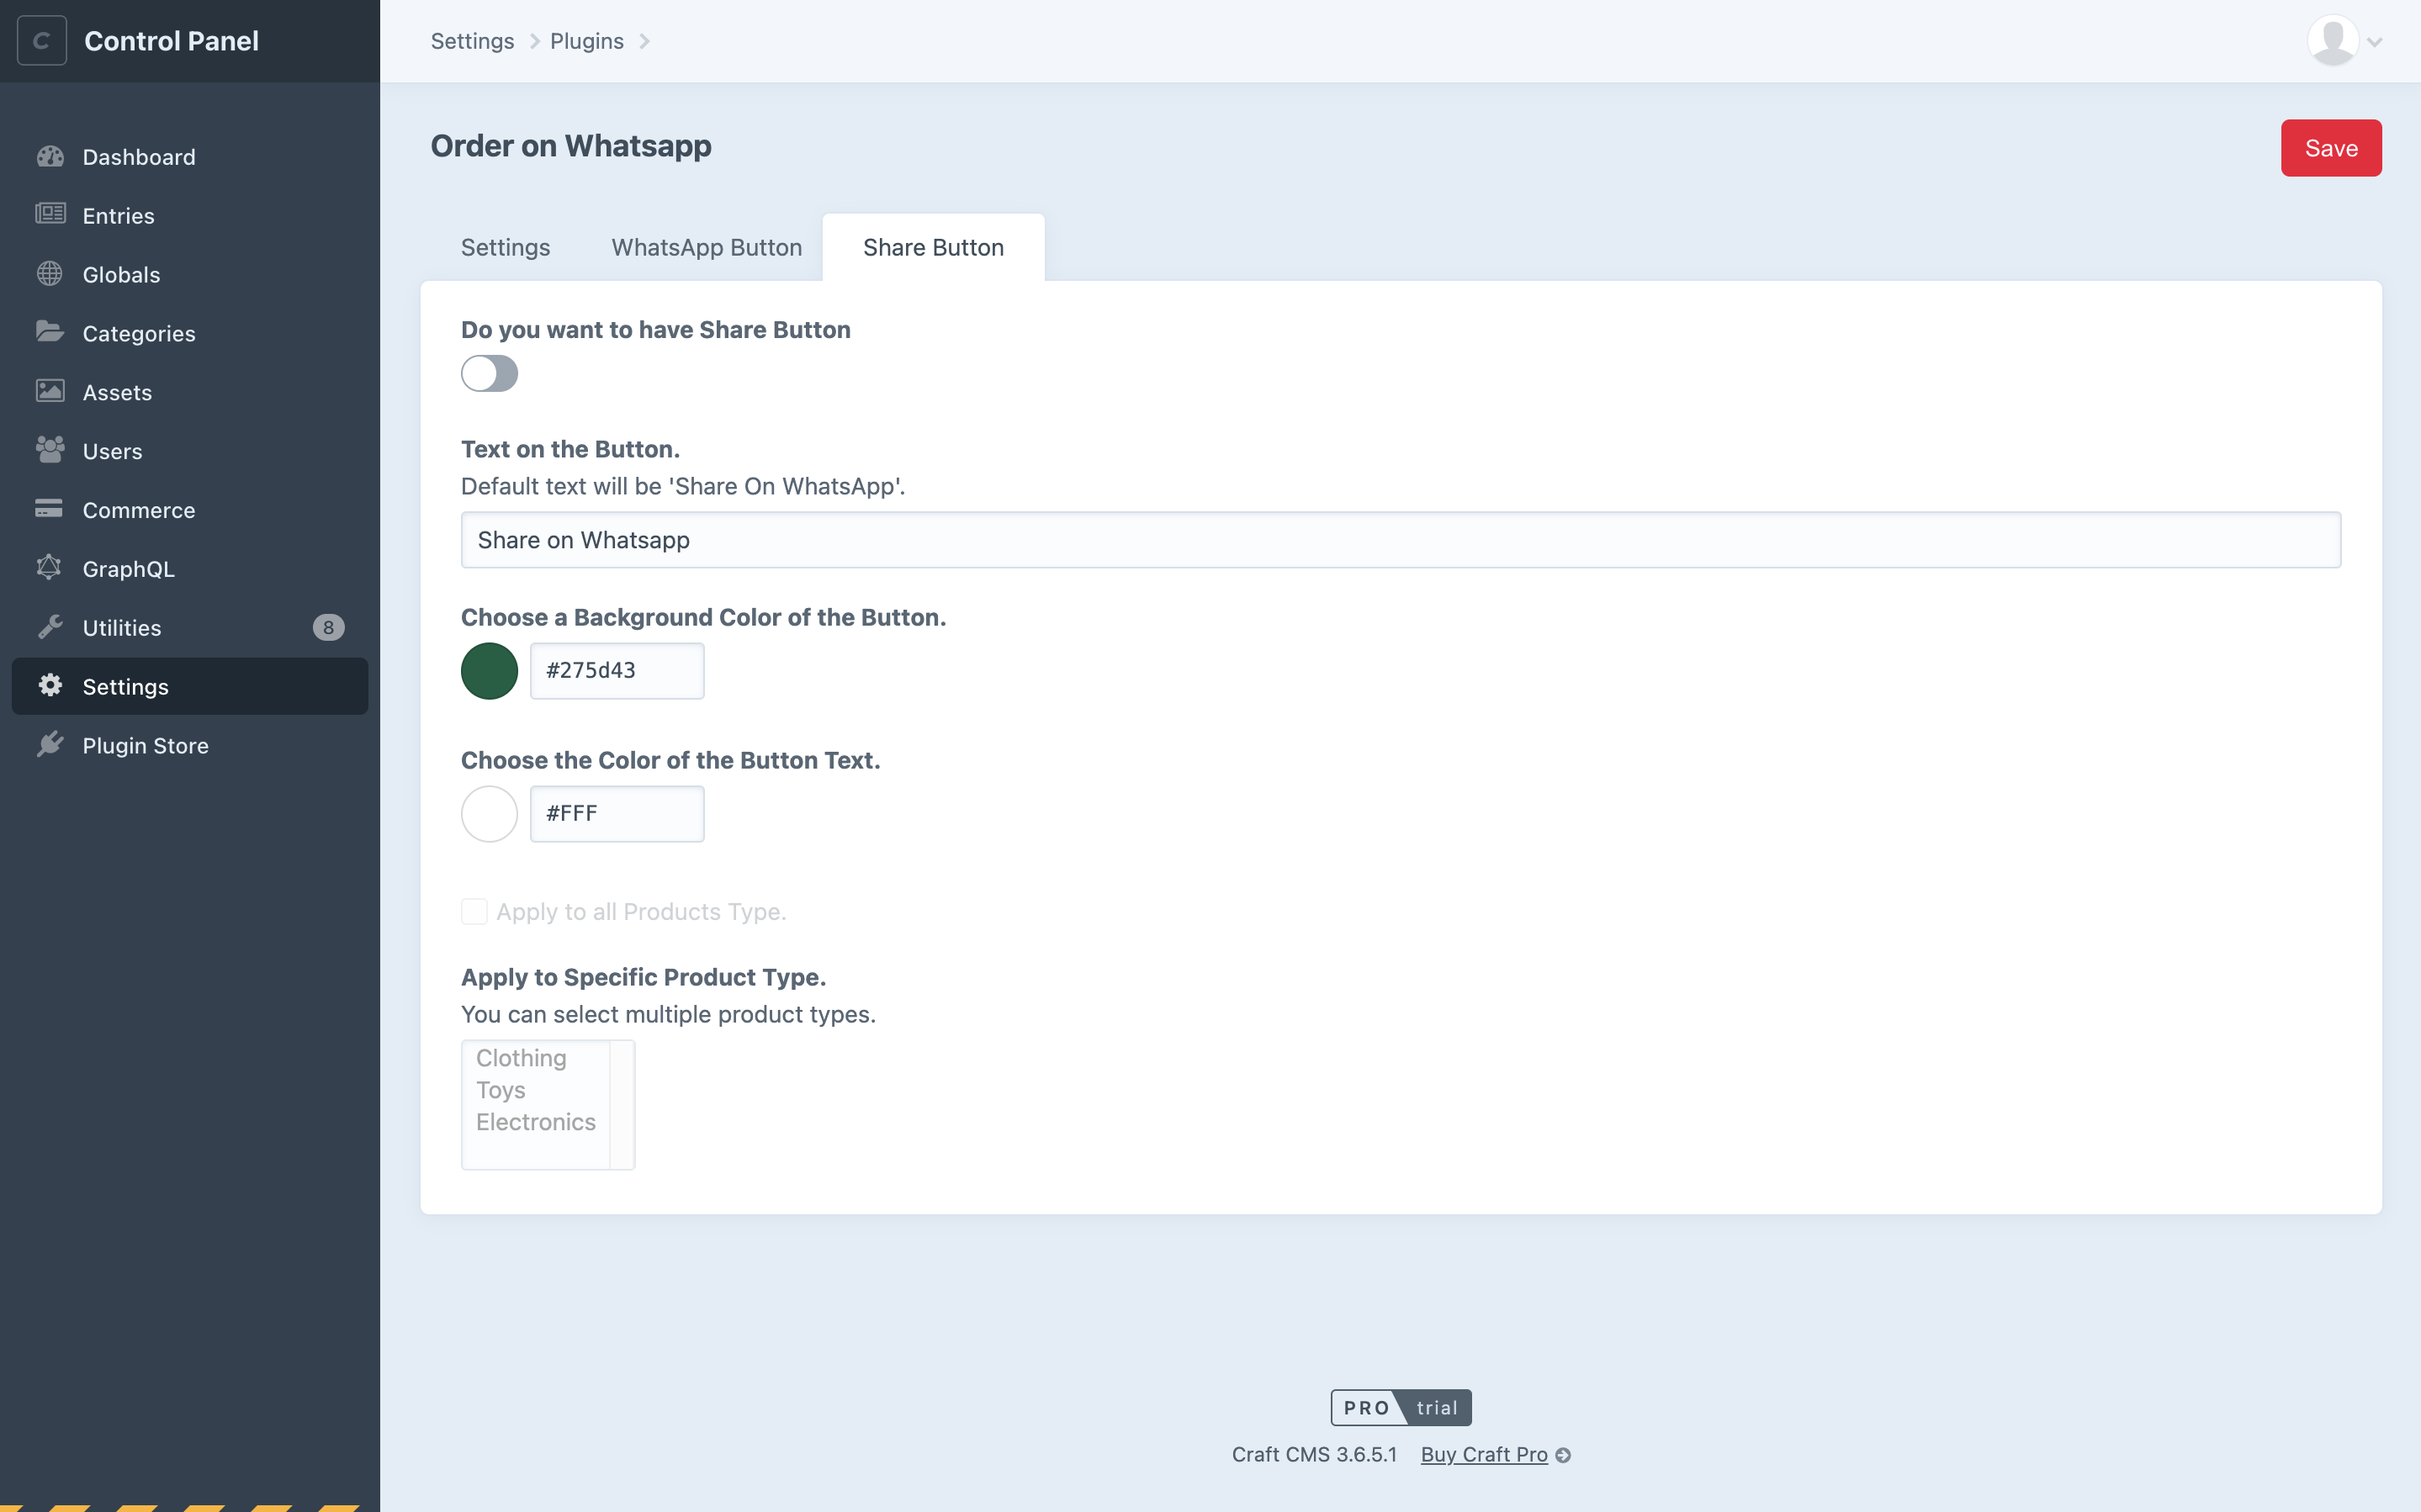 C Control Panel
Settings Plugins
Dashboard
Entries
Globals
Categories
Assets
Users
Commerce
GraphQL
Utilities 8
Settings
Plugin Store
Order on Whatsapp
Save
Settings WhatsApp Button Share Button
Do you want to have Share Button
Text on the Button.
Default text will be 'Share On WhatsApp'.
Share on Whatsapp
Choose a Background Color of the Button.
#275d43
Choose the Color of the Button Text.
#FFF
Apply to all Products Type.
Apply to Specific Product Type.
You can select multiple product types.
Clothing
Toys
Electronics
PRO trial
Craft CMS 3.6.5.1 Buy Craft Pro